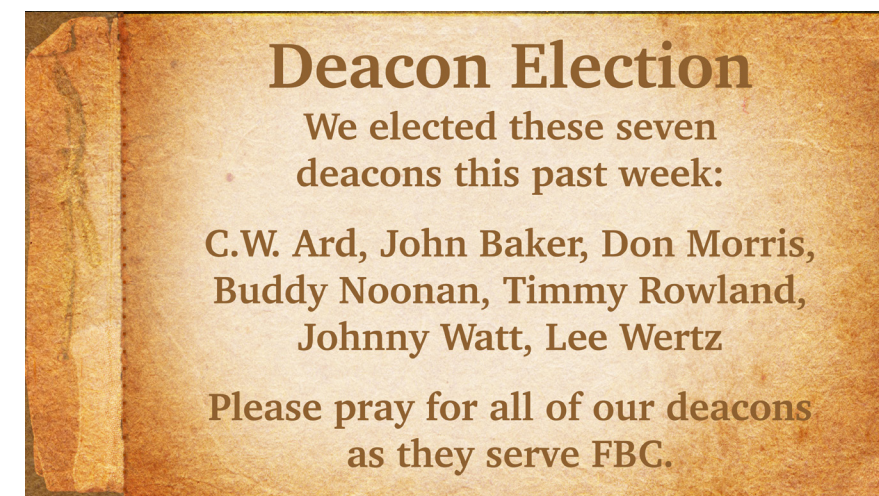 Deacon Election
We elected these seven
deacons this past week:
C.W. Ard, John Baker, Don Morris,
Buddy Noonan, Timmy Rowland,
Johnny Watt, Lee Wertz
Please pray for all of our deacons
as they serve FBC.